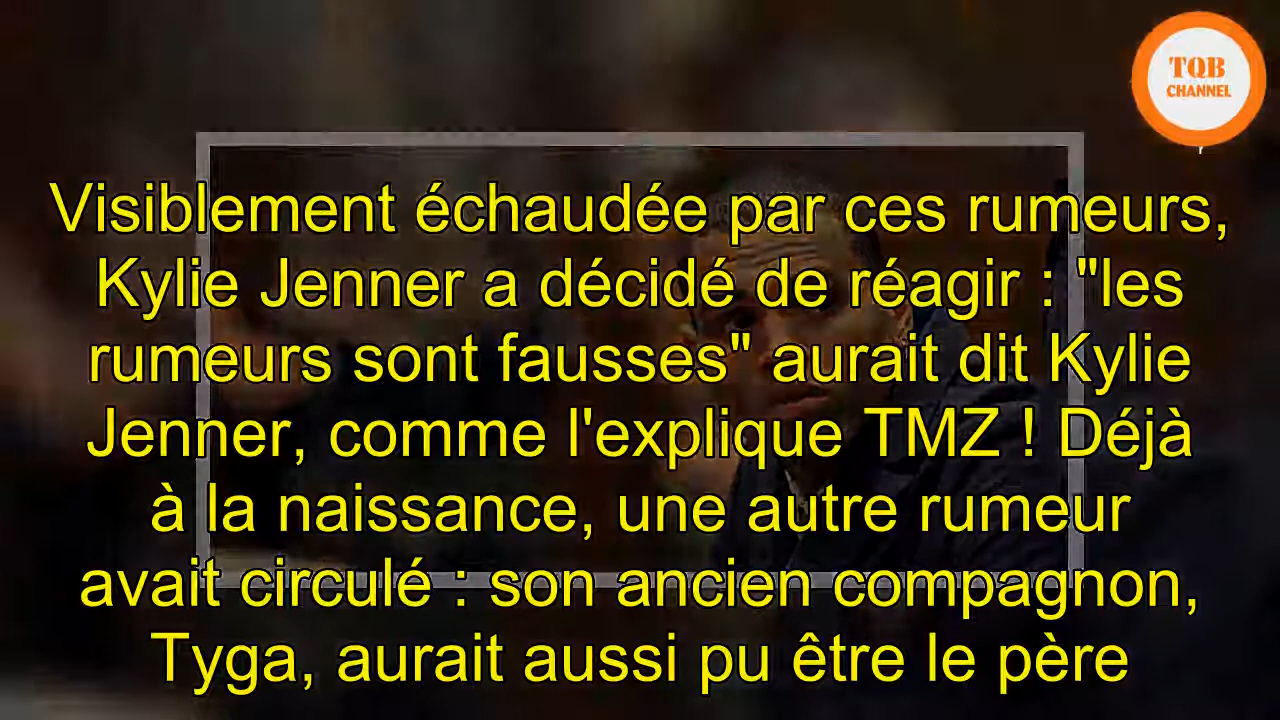 TQB
CHANNEL
Visiblement échaudée par ces rumeurs,
Kylie Jenner a décidé de réagir : "les
rumeurs sont fausses" aurait dit Kylie
Jenner, comme l'explique TMZ ! Déjà
à la naissance, une autre rumeur
avait circulé : son ancien compagnon,
Tyga, aurait aussi pu être le père